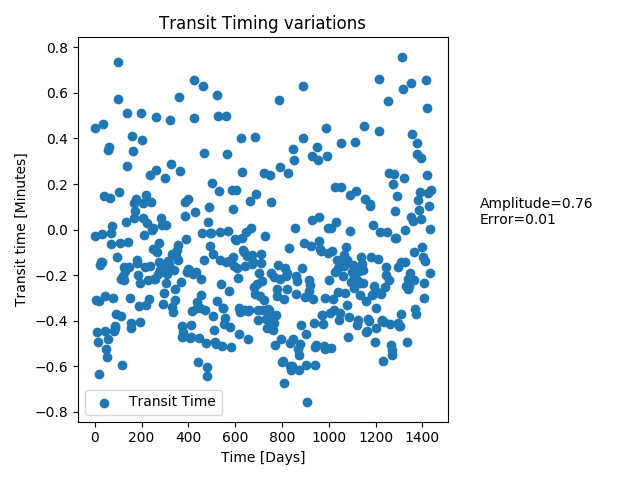 Transit Timing variations
Transit time [Minutes]
0.8
0.6
0.4
0.2
0.0
−0.2
−0.4
−0.6
−0.8
Amplitude=0.76
Error=0.01
Transit Time
0 200 400 600 800 1000 1200 1400
Time [Days]